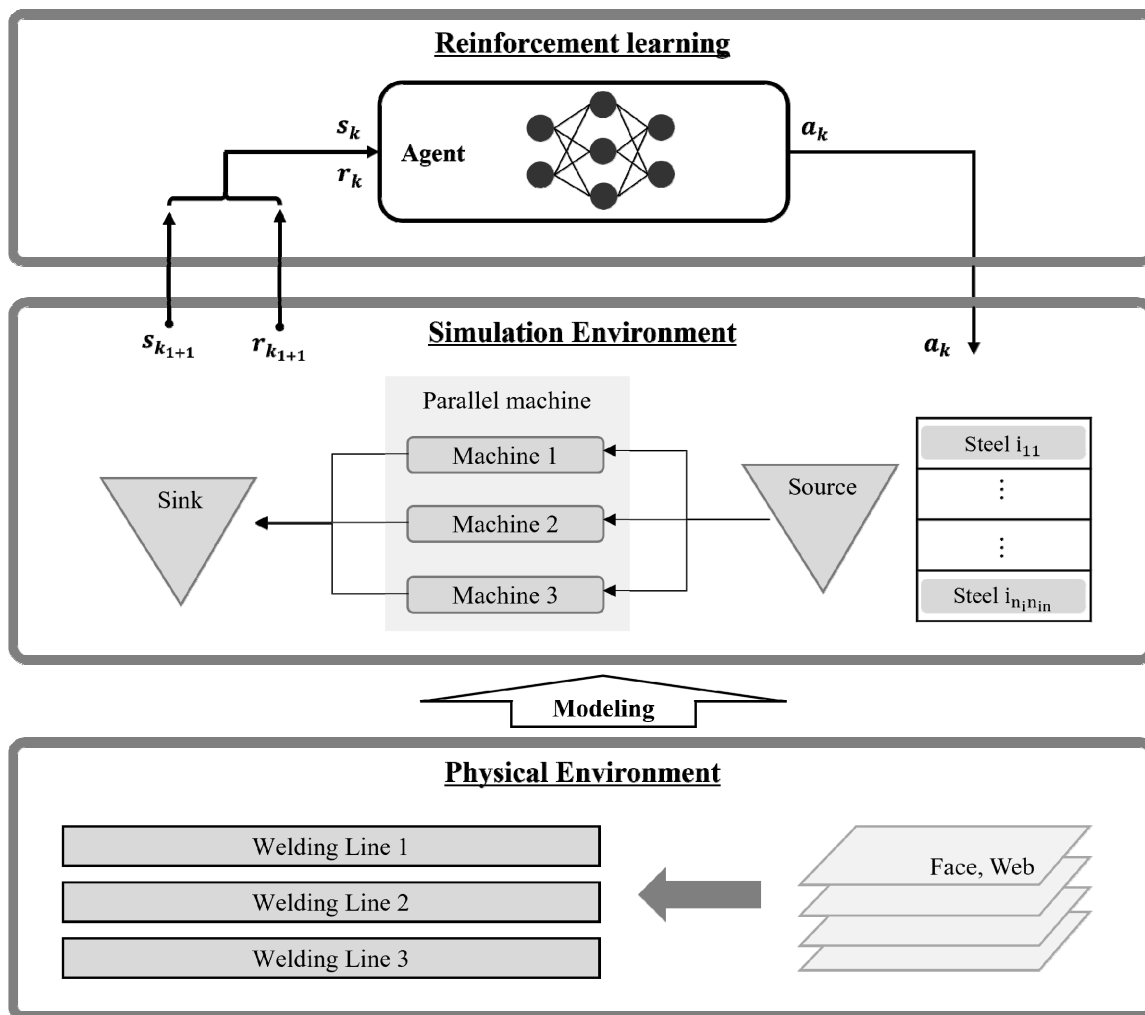 Reinforcement learning
s_k
r_k
Agent
a_k
s_{k_{1+1}}
r_{k_{1+1}}
Simulation Environment
a_k
Parallel machine
Machine 1
Machine 2
Machine 3
Sink
Source
Steel i_{11}
⋮
⋮
Steel i_{n_i n_{in}}
Modeling
Physical Environment
Welding Line 1
Welding Line 2
Welding Line 3
Face, Web